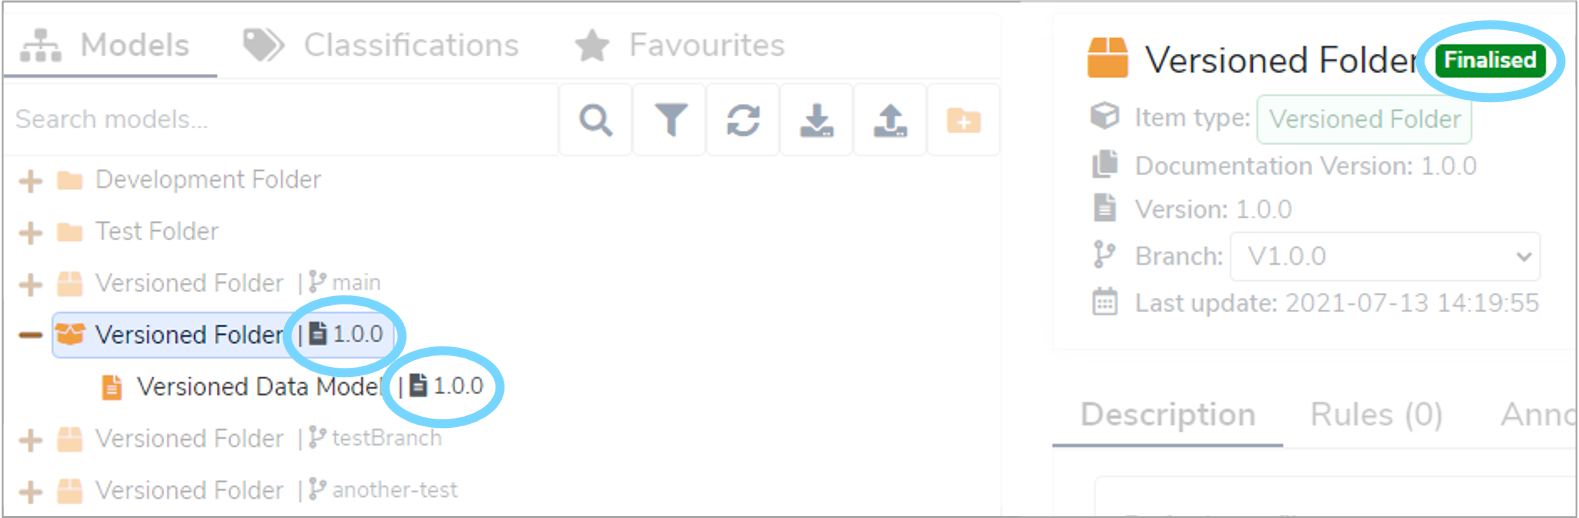 Models Classifications Favourites
Search models...
Development Folder
Test Folder
Versioned Folder | main
Versioned Folder | 1.0.0
Versioned Data Model | 1.0.0
Versioned Folder | testBranch
Versioned Folder | another-test
Versioned Folder Finalised
Item type: Versioned Folder
Documentation Version: 1.0.0
Version: 1.0.0
Branch: V1.0.0
Last update: 2021-07-13 14:19:55
Description Rules (0) Anno